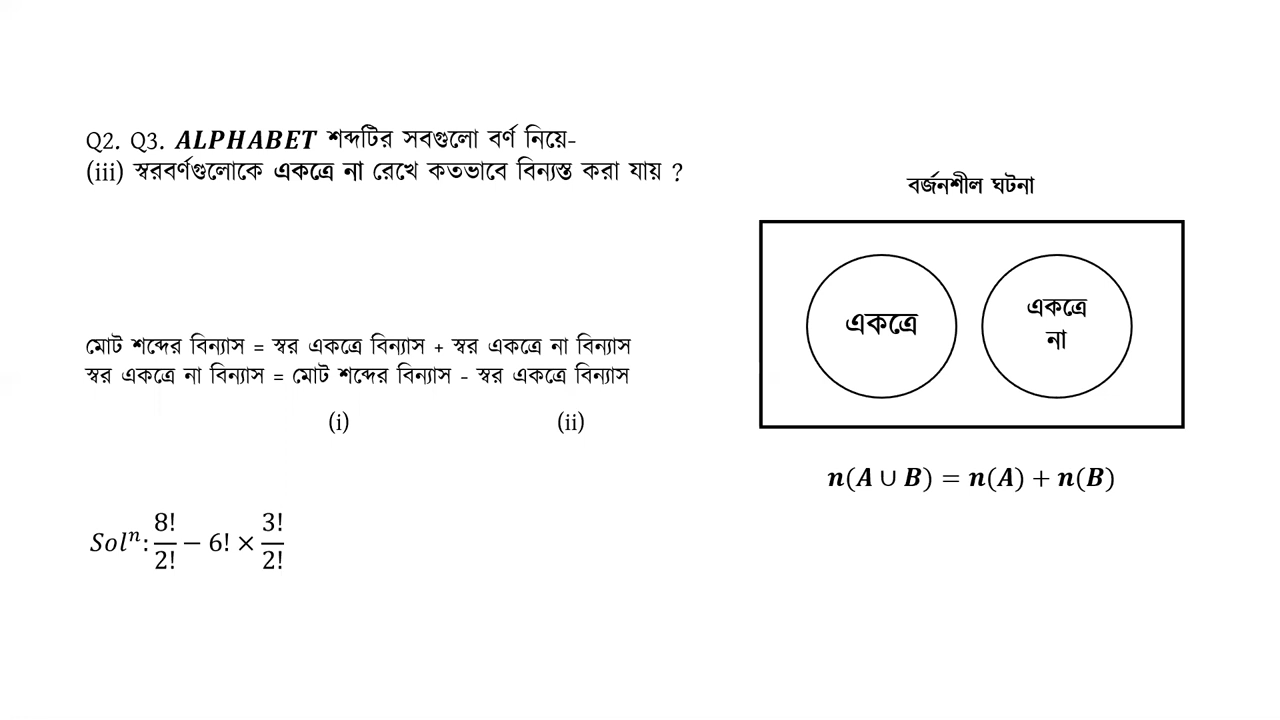 Q2. Q3. ALPHABET শব্দটির সবগুলো বর্ণ নিয়ে-
(iii) স্বরবর্ণগুলোকে একত্রে না রেখে কতভাবে বিন্যস্ত করা যায় ?
বর্জনশীল ঘটনা
একত্রে
একত্রে
না
মোট শব্দের বিন্যাস = স্বর একত্রে বিন্যাস + স্বর একত্রে না বিন্যাস
স্বর একত্রে না বিন্যাস = মোট শব্দের বিন্যাস - স্বর একত্রে বিন্যাস
(i) (ii)
n(A ∪ B) = n(A) + n(B)
Solⁿ: 8!/2! − 6! × 3!/2!